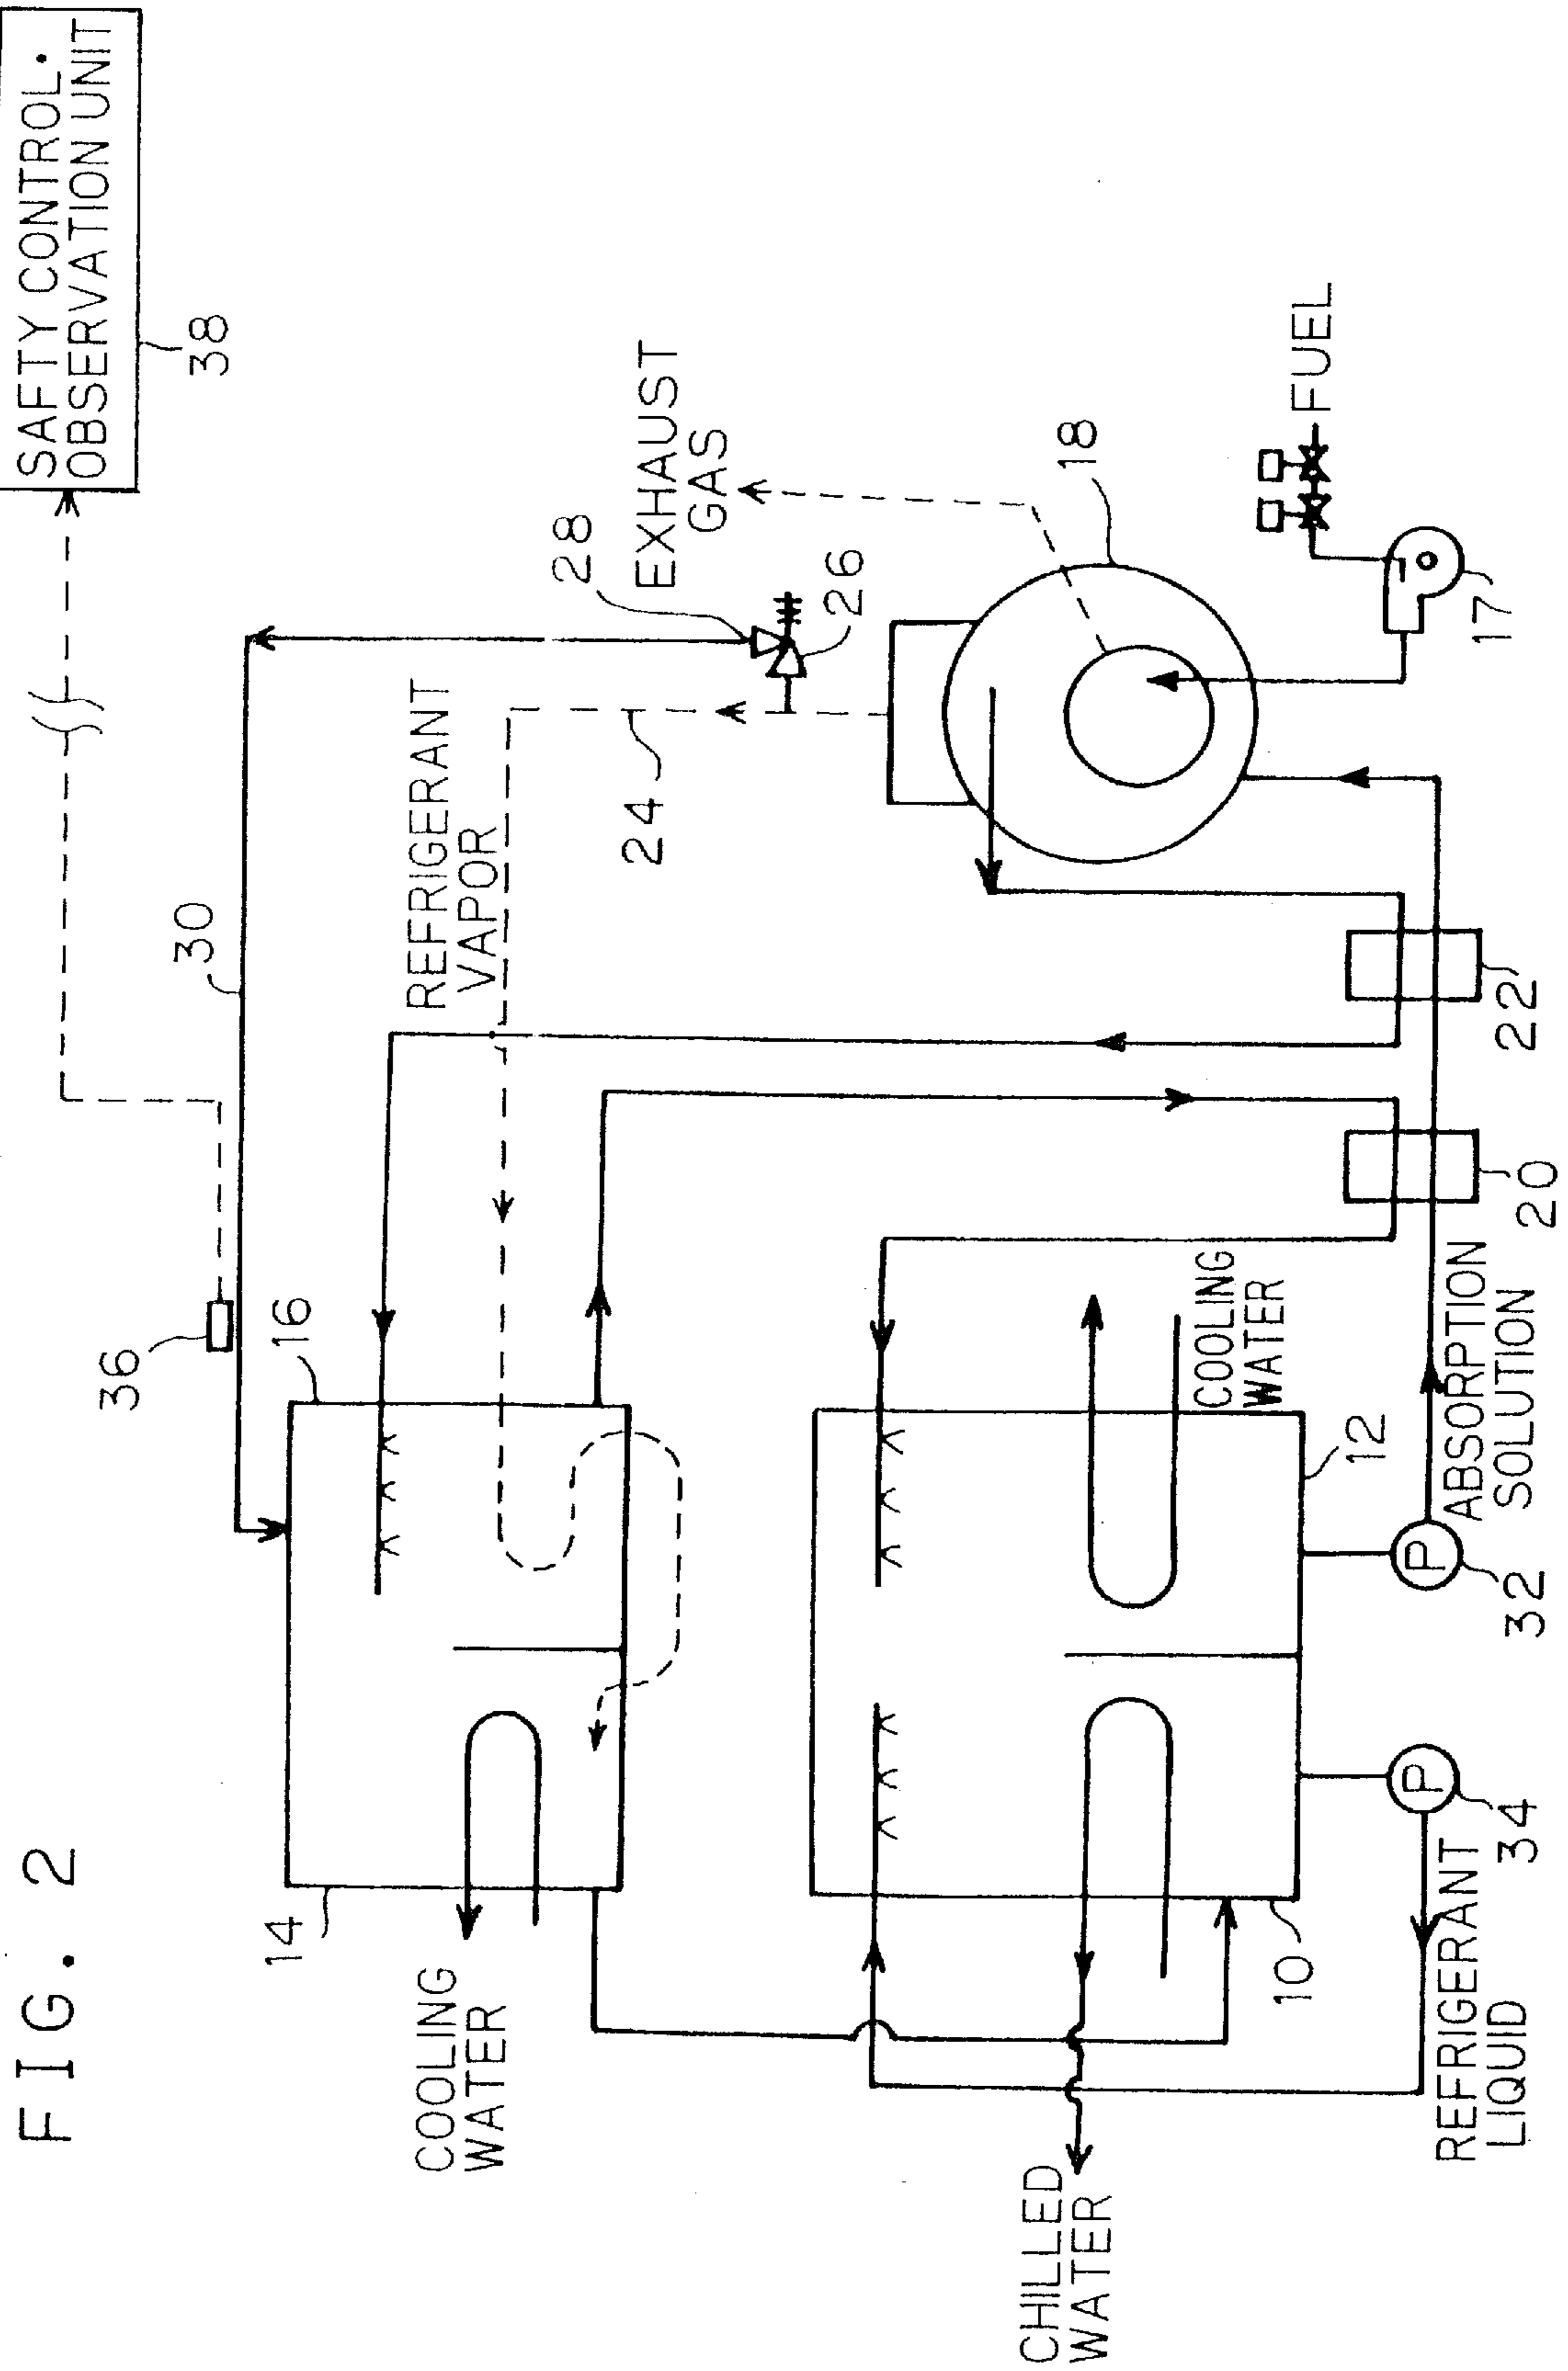 FIG. 2
SAFTY CONTROL·
OBSERVATION UNIT
38
30
36
16
14
COOLING
WATER
REFRIGERANT
VAPOR
24
28
26
EXHAUST
GAS
18
FUEL
17
22
20
COOLING
WATER
12
ABSORPTION
SOLUTION
32
34
10
REFRIGERANT
LIQUID
CHILLED
WATER
P
P